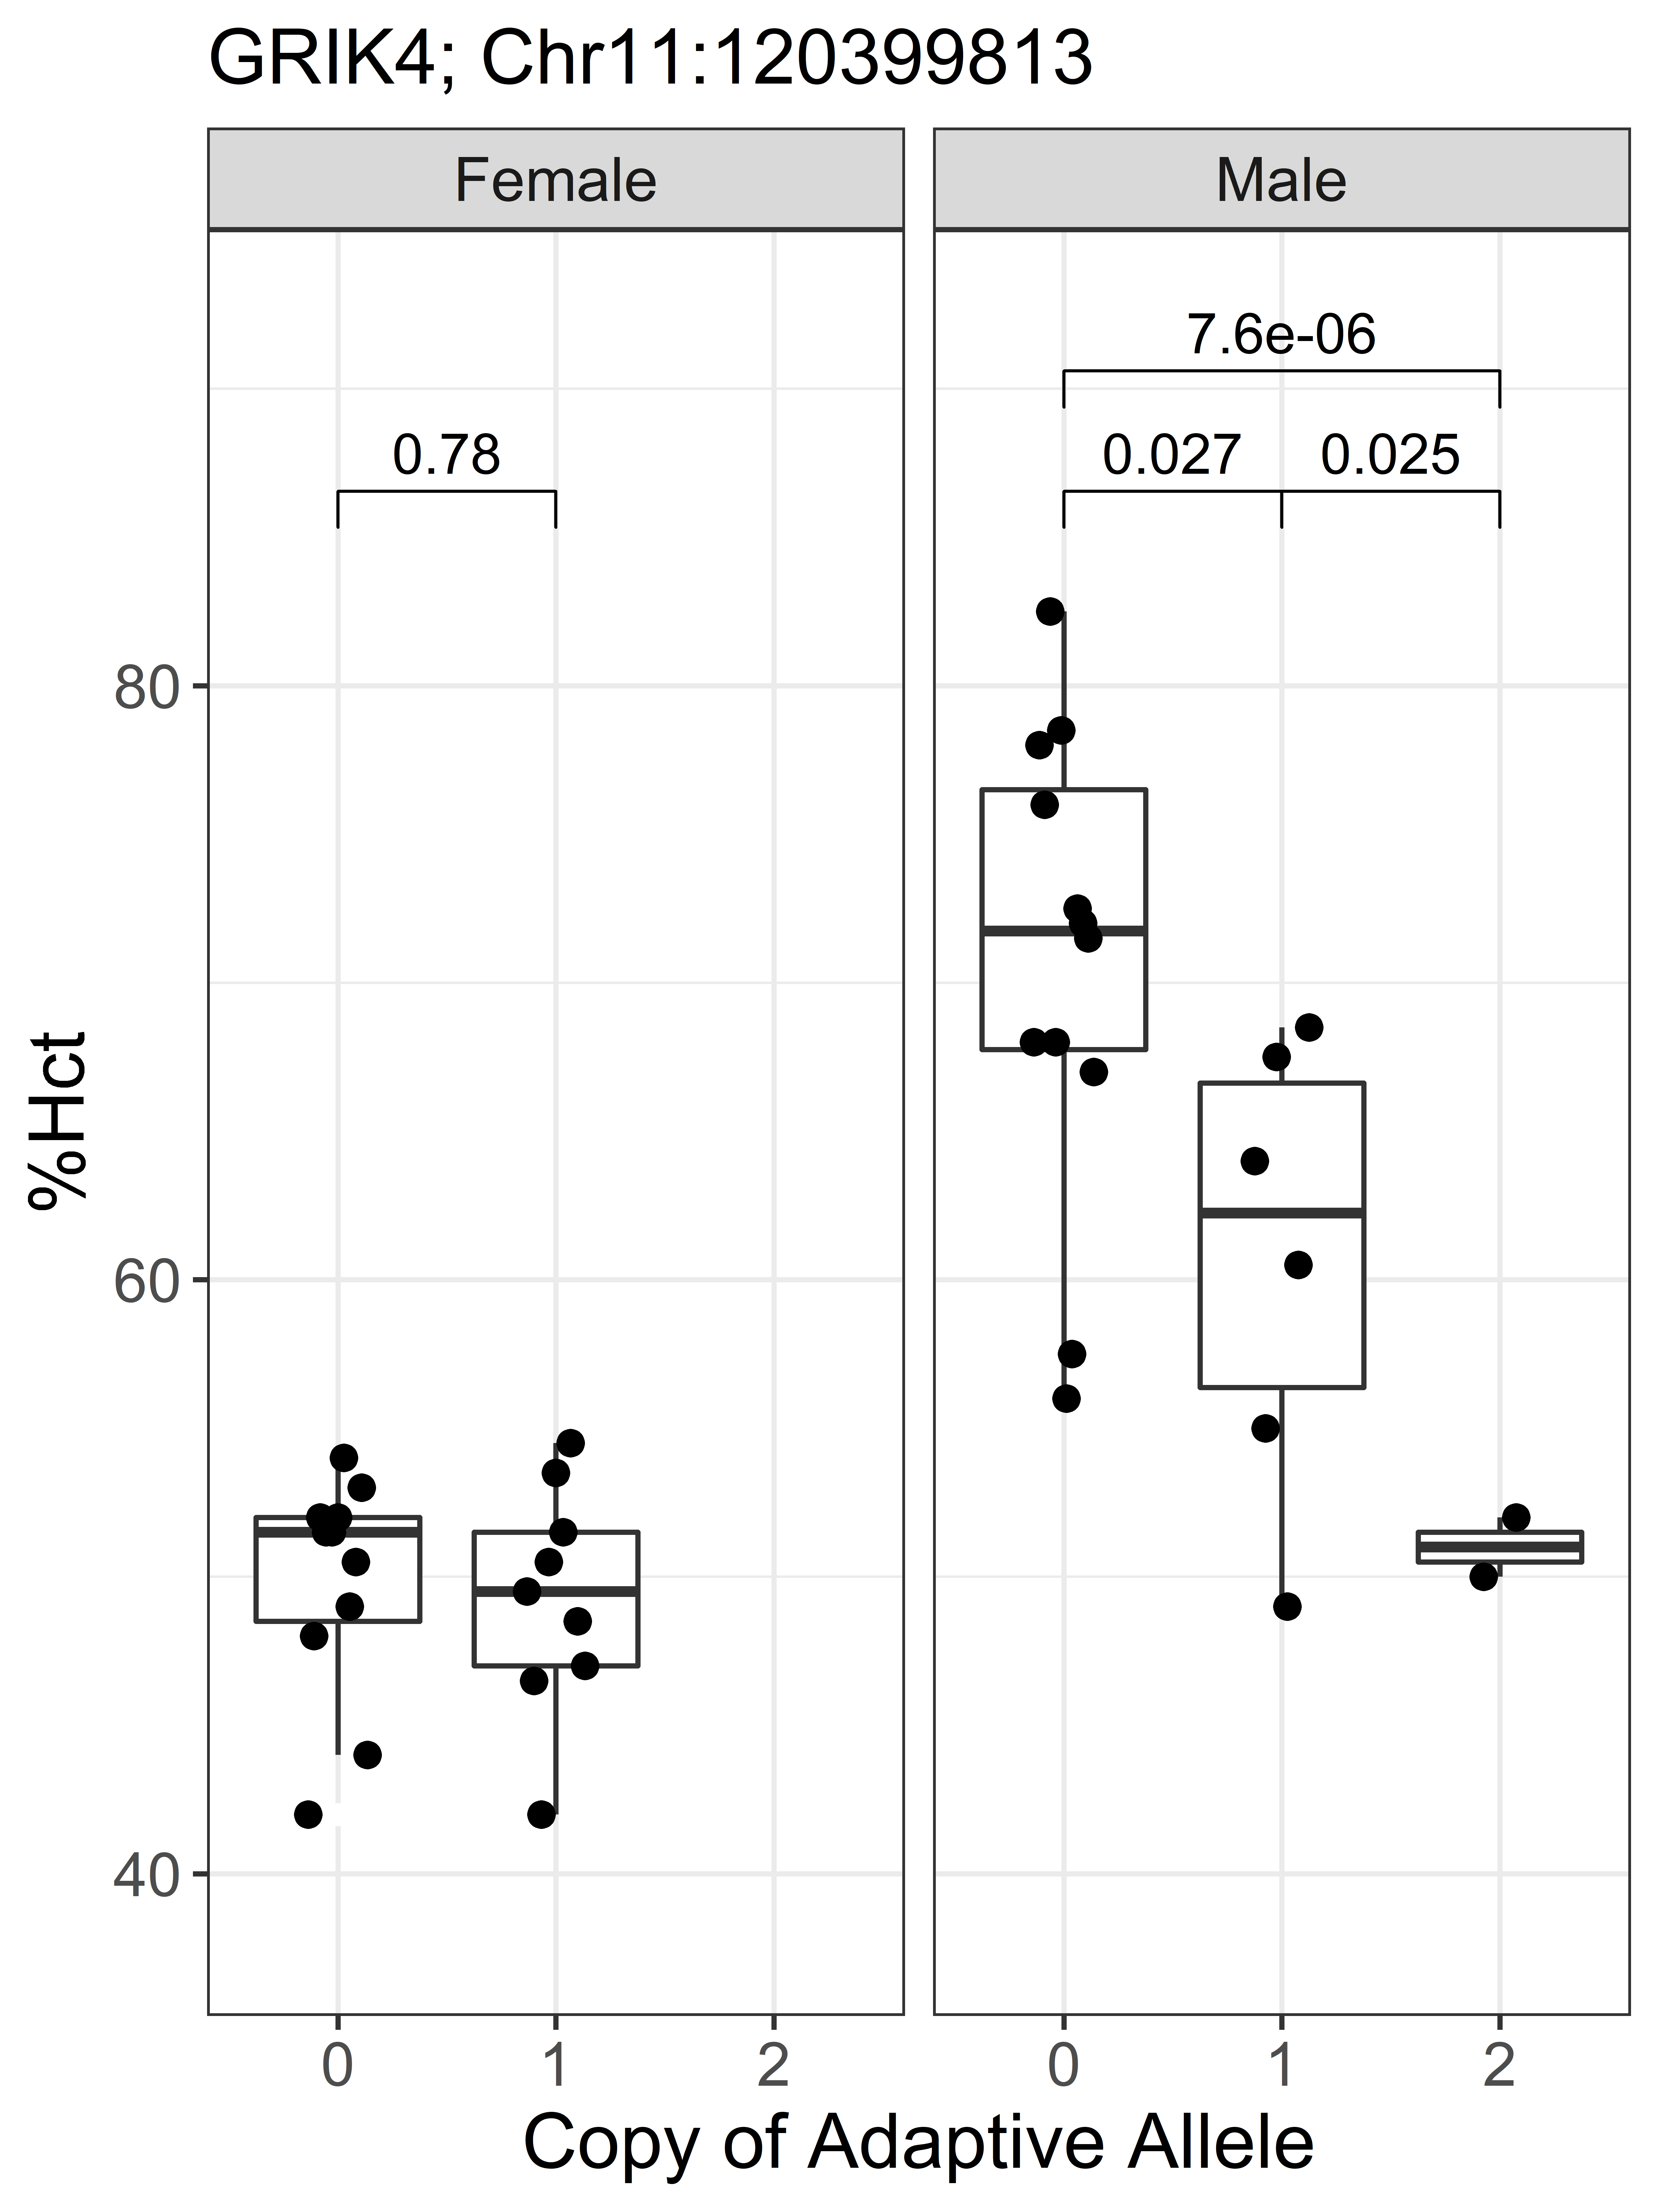 GRIK4; Chr11:120399813
Female
Male
7.6e-06
0.78
0.027
0.025
80
60
40
%Hct
0 1 2
0 1 2
Copy of Adaptive Allele